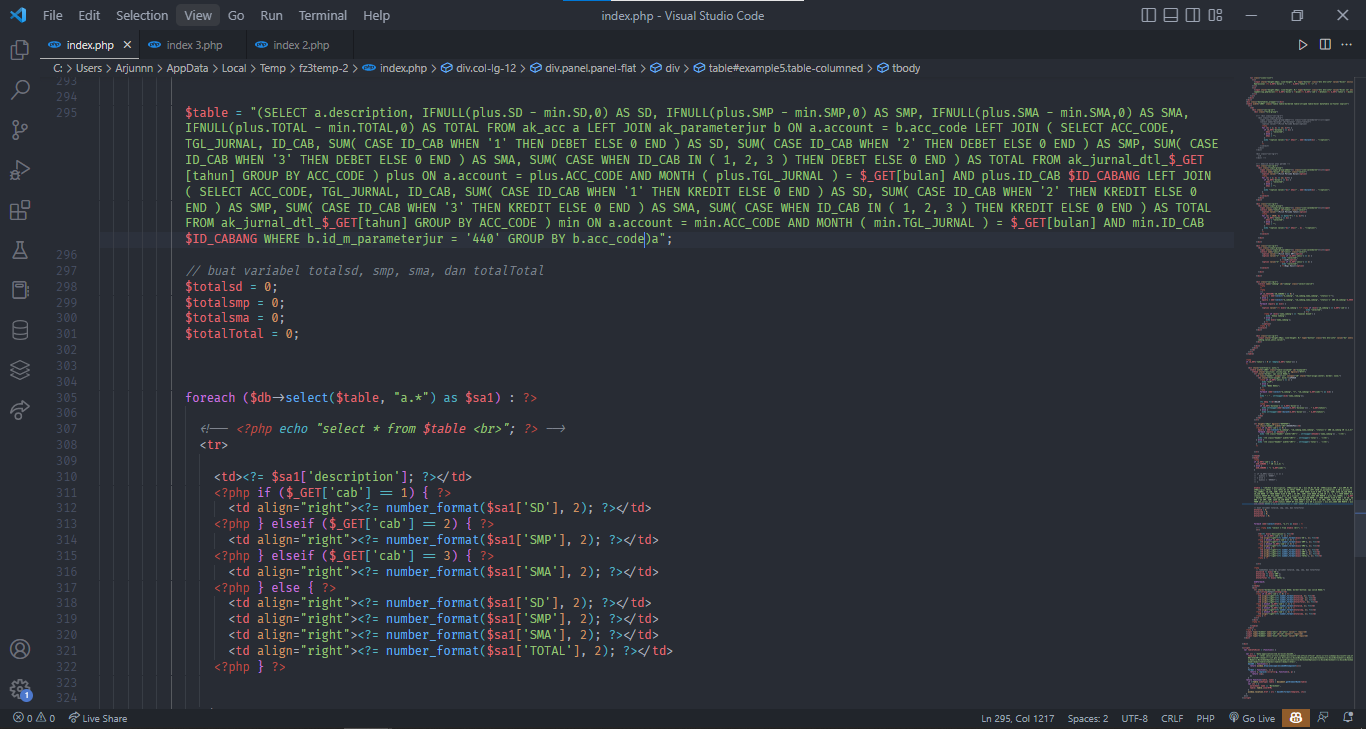 File Edit Selection View Go Run Terminal Help index.php - Visual Studio Code
index.php index 3.php index 2.php
C: > Users > Arjunnn > AppData > Local > Temp > fz3temp-2 > index.php > div.col-lg-12 > div.panel.panel-flat > div > table#example5.table-columned > tbody
293
294
295 $table = "(SELECT a.description, IFNULL(plus.SD - min.SD,0) AS SD, IFNULL(plus.SMP - min.SMP,0) AS SMP, IFNULL(plus.SMA - min.SMA,0) AS SMA,
IFNULL(plus.TOTAL - min.TOTAL,0) AS TOTAL FROM ak_acc a LEFT JOIN ak_parameterjur b ON a.account = b.acc_code LEFT JOIN ( SELECT ACC_CODE,
TGL_JURNAL, ID_CAB, SUM( CASE ID_CAB WHEN '1' THEN DEBET ELSE 0 END ) AS SD, SUM( CASE ID_CAB WHEN '2' THEN DEBET ELSE 0 END ) AS SMP, SUM( CASE
ID_CAB WHEN '3' THEN DEBET ELSE 0 END ) AS SMA, SUM( CASE WHEN ID_CAB IN ( 1, 2, 3 ) THEN DEBET ELSE 0 END ) AS TOTAL FROM ak_jurnal_dtl_$_GET
[tahun] GROUP BY ACC_CODE ) plus ON a.account = plus.ACC_CODE AND MONTH ( plus.TGL_JURNAL ) = $_GET[bulan] AND plus.ID_CAB $ID_CABANG LEFT JOIN
( SELECT ACC_CODE, TGL_JURNAL, ID_CAB, SUM( CASE ID_CAB WHEN '1' THEN KREDIT ELSE 0 END ) AS SD, SUM( CASE ID_CAB WHEN '2' THEN KREDIT ELSE 0
END ) AS SMP, SUM( CASE ID_CAB WHEN '3' THEN KREDIT ELSE 0 END ) AS SMA, SUM( CASE WHEN ID_CAB IN ( 1, 2, 3 ) THEN KREDIT ELSE 0 END ) AS TOTAL
FROM ak_jurnal_dtl_$_GET[tahun] GROUP BY ACC_CODE ) min ON a.account = min.ACC_CODE AND MONTH ( min.TGL_JURNAL ) = $_GET[bulan] AND min.ID_CAB
$ID_CABANG WHERE b.id_m_parameterjur = '440' GROUP BY b.acc_code)a";
296
297 // buat variabel totalsd, smp, sma, dan totalTotal
298 $totalsd = 0;
299 $totalsmp = 0;
300 $totalsma = 0;
301 $totalTotal = 0;
302
303
304
305 foreach ($db->select($table, "a.*") as $sa1) : ?>
306
307 <!-- <?php echo "select * from $table <br>"; ?> -->
308 <tr>
309
310 <td><?= $sa1['description']; ?></td>
311 <?php if ($_GET['cab'] == 1) { ?>
312 <td align="right"><?= number_format($sa1['SD'], 2); ?></td>
313 <?php } elseif ($_GET['cab'] == 2) { ?>
314 <td align="right"><?= number_format($sa1['SMP'], 2); ?></td>
315 <?php } elseif ($_GET['cab'] == 3) { ?>
316 <td align="right"><?= number_format($sa1['SMA'], 2); ?></td>
317 <?php } else { ?>
318 <td align="right"><?= number_format($sa1['SD'], 2); ?></td>
319 <td align="right"><?= number_format($sa1['SMP'], 2); ?></td>
320 <td align="right"><?= number_format($sa1['SMA'], 2); ?></td>
321 <td align="right"><?= number_format($sa1['TOTAL'], 2); ?></td>
322 <?php } ?>
323
324
1
0 0 Live Share Ln 295, Col 1217 Spaces: 2 UTF-8 CRLF PHP Go Live